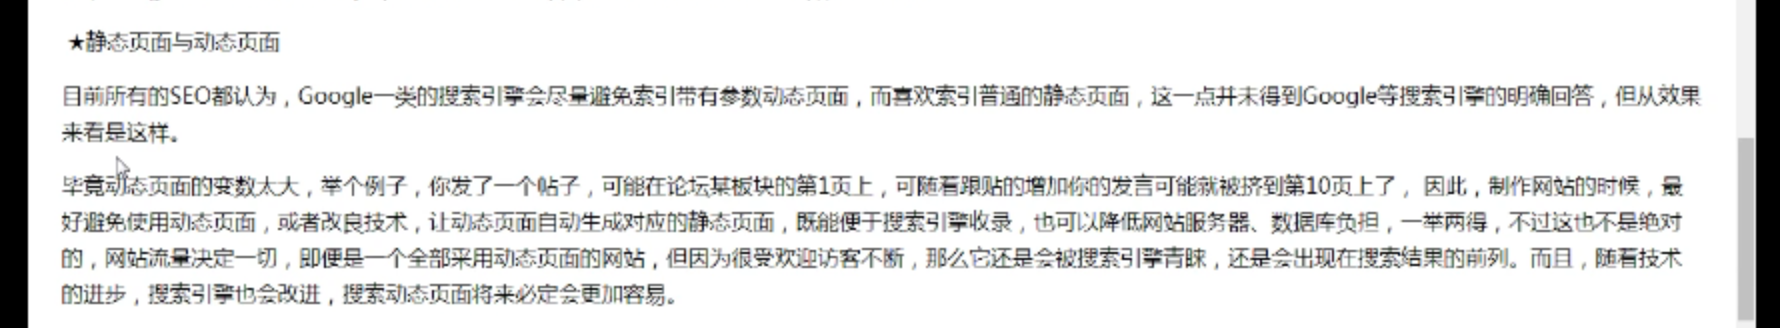 ★静态页面与动态页面
目前所有的SEO都认为，Google一类的搜索引擎会尽量避免索引带有参数动态页面，而喜欢索引普通的静态页面，这一点并未得到Google等搜索引擎的明确回答，但从效果
来看是这样。
毕竟动态页面的变数太大，举个例子，你发了一个帖子，可能在论坛某板块的第1页上，可随着跟贴的增加你的发言可能就被挤到第10页上了， 因此，制作网站的时候，最
好避免使用动态页面，或者改良技术，让动态页面自动生成对应的静态页面，既能便于搜索引擎收录，也可以降低网站服务器、数据库负担，一举两得，不过这也不是绝对
的，网站流量决定一切，即便是一个全部采用动态页面的网站，但因为很受欢迎访客不断，那么它还是会被搜索引擎青睐，还是会出现在搜索结果的前列。而且，随着技术
的进步，搜索引擎也会改进，搜索动态页面将来必定会更加容易。